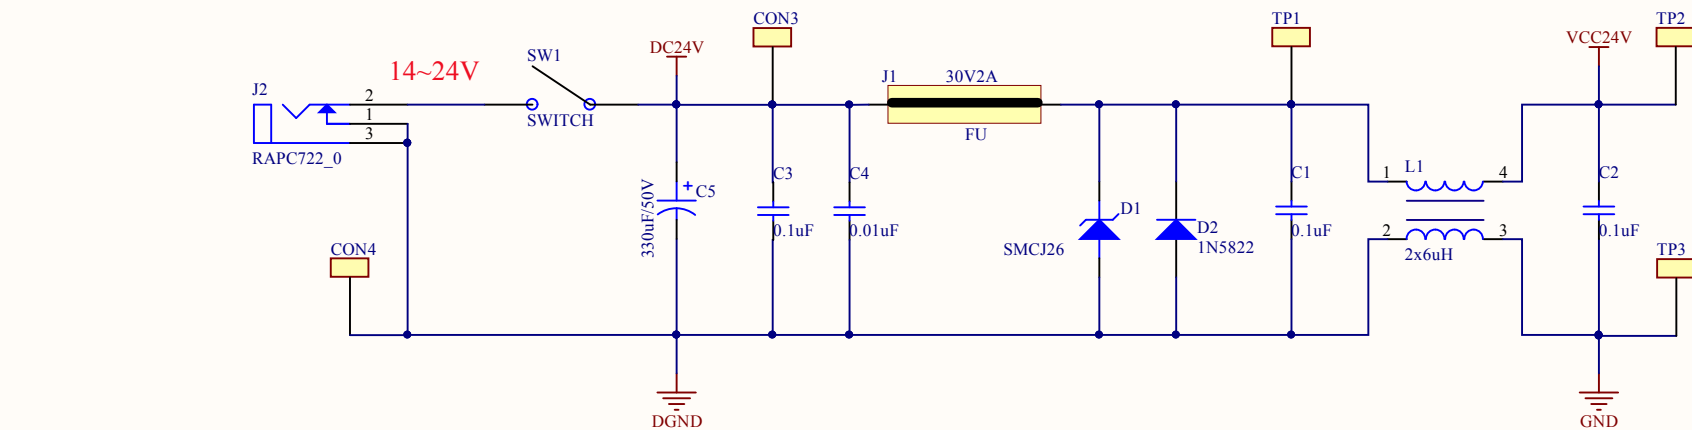 CON3
TP1
TP2
DC24V
VCC24V
SW1
14~24V
J1
30V2A
J2
2
SWITCH
1
FU
3
RAPC722_0
C3
C4
C1
1
L1
4
C2
330uF/50V
+
C5
D1
0.1uF
0.01uF
D2
0.1uF
2
3
0.1uF
SMCJ26
1N5822
2x6uH
CON4
TP3
DGND
GND